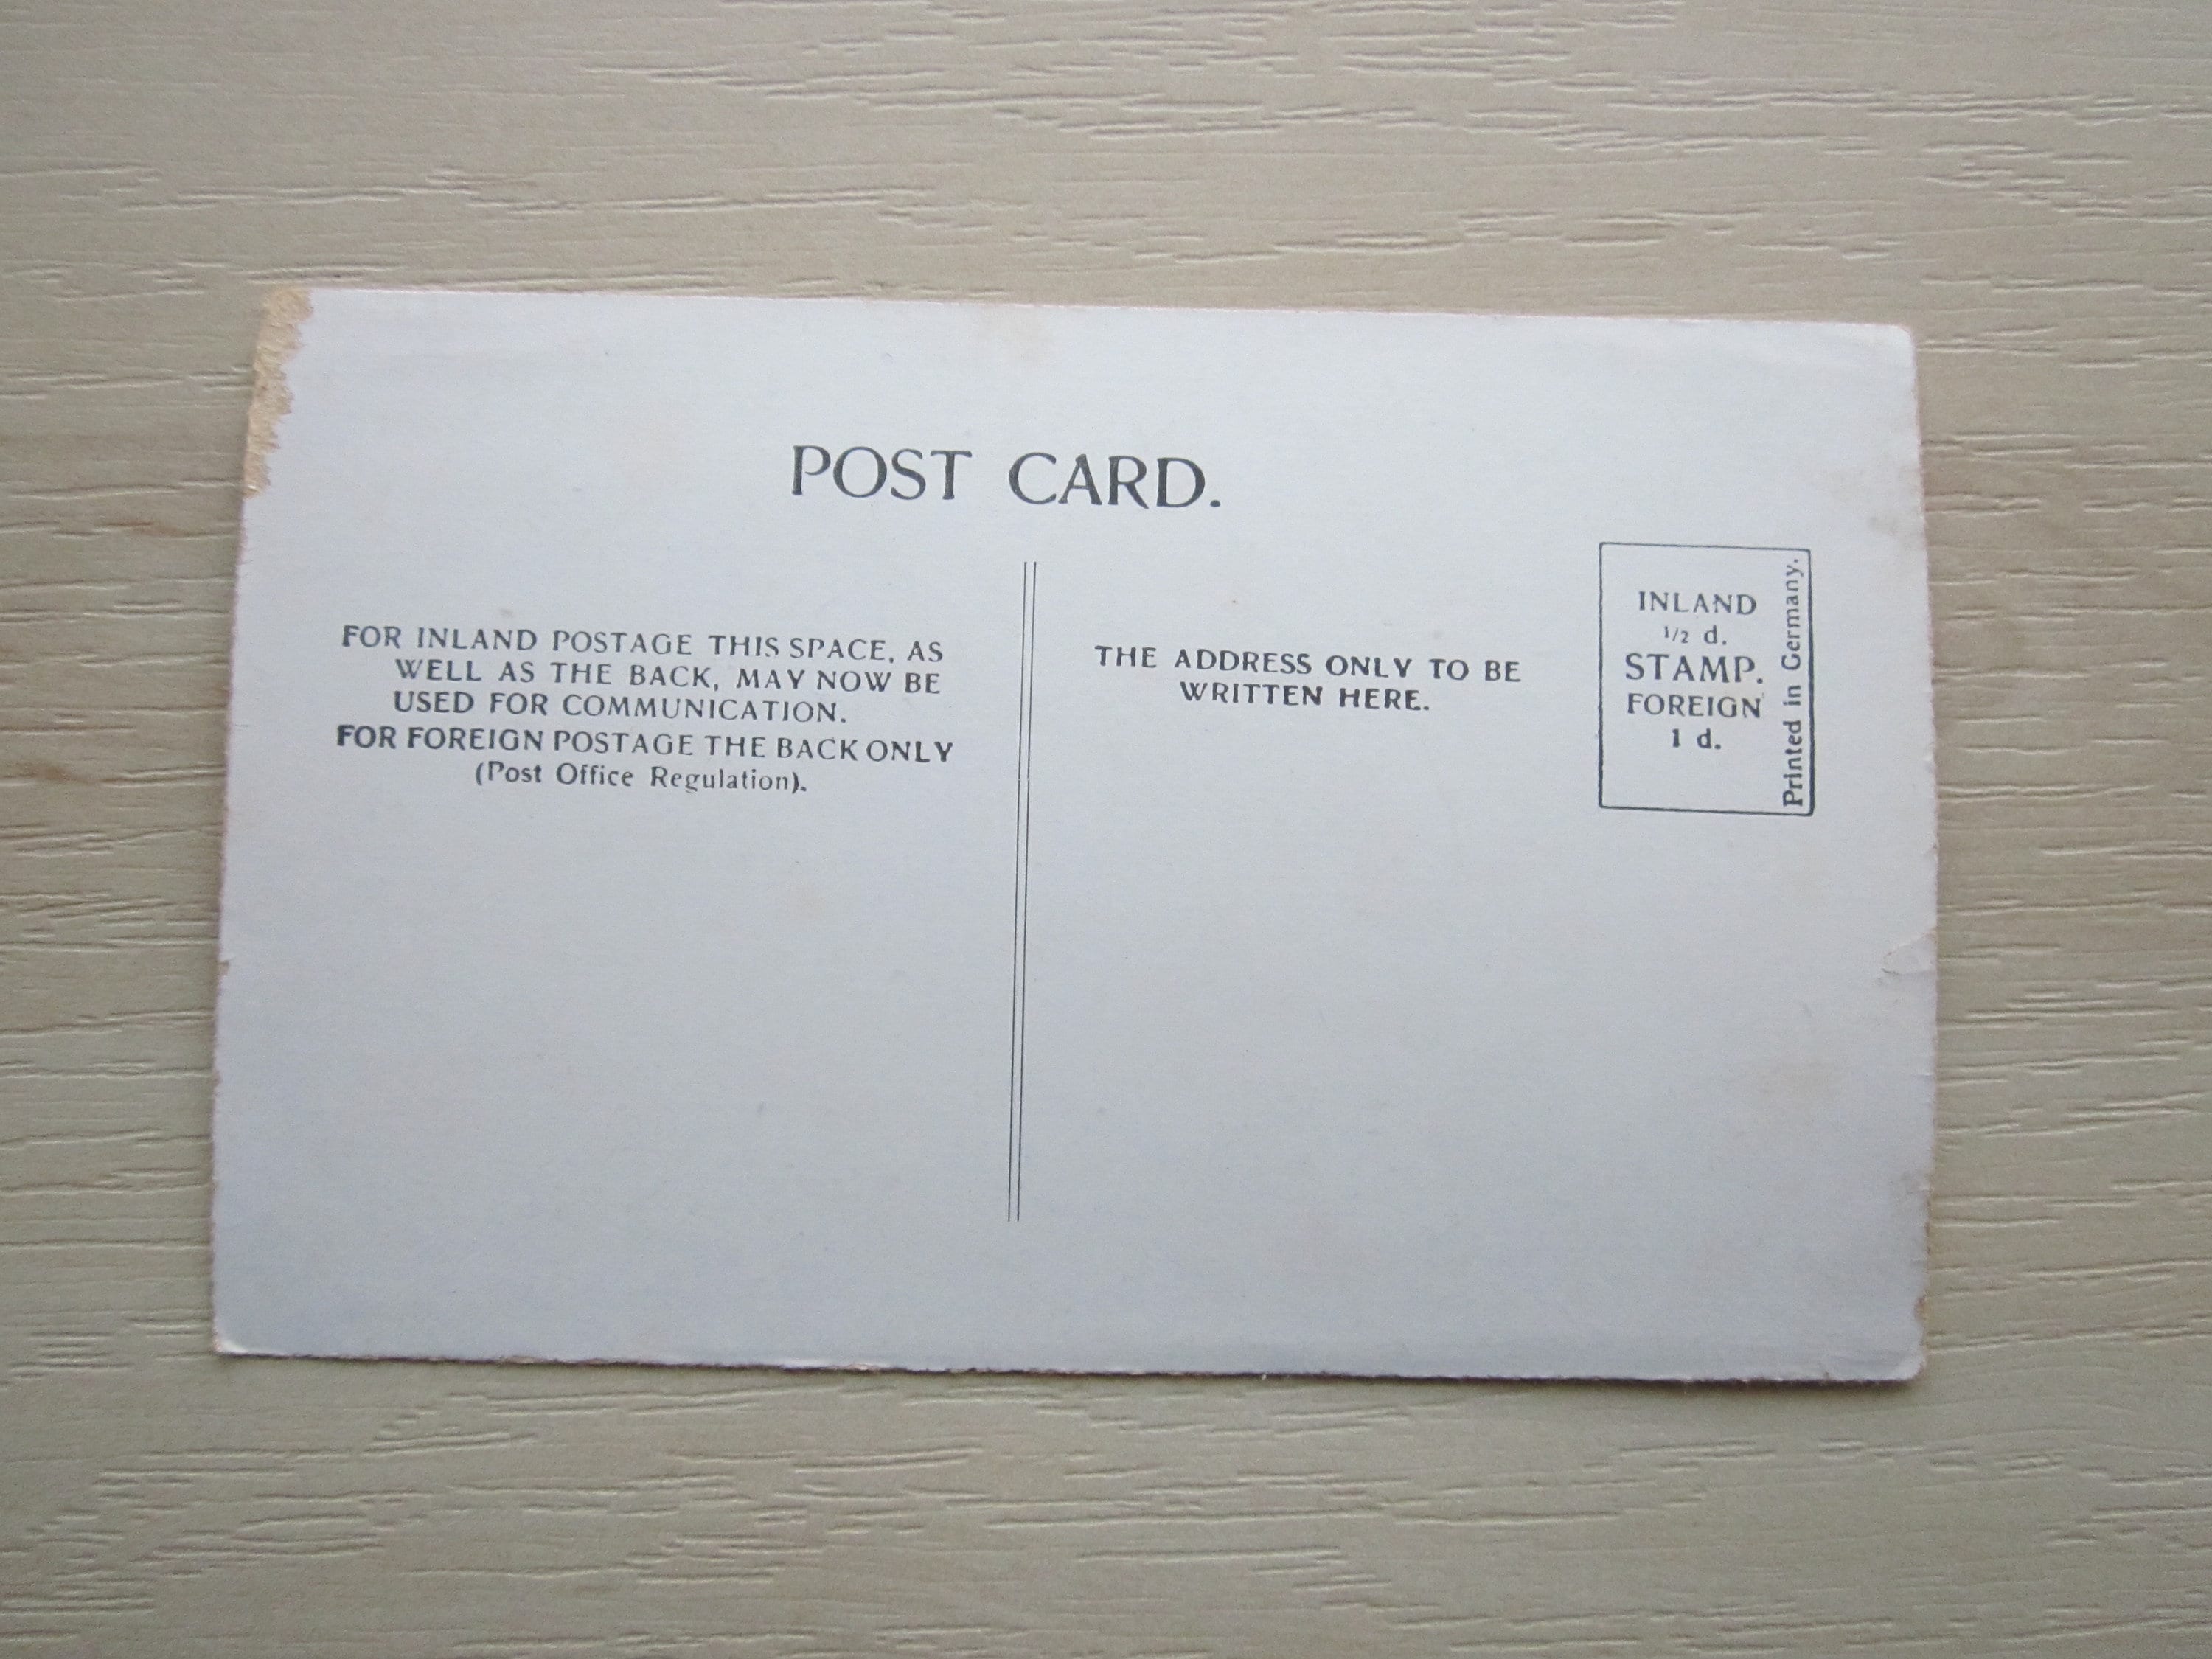 POST CARD.
FOR INLAND POSTAGE THIS SPACE, AS
WELL AS THE BACK, MAY NOW BE
USED FOR COMMUNICATION.
FOR FOREIGN POSTAGE THE BACK ONLY
(Post Office Regulation).
THE ADDRESS ONLY TO BE
WRITTEN HERE.
INLAND
1/2 d.
STAMP.
FOREIGN
1 d.
Printed in Germany.